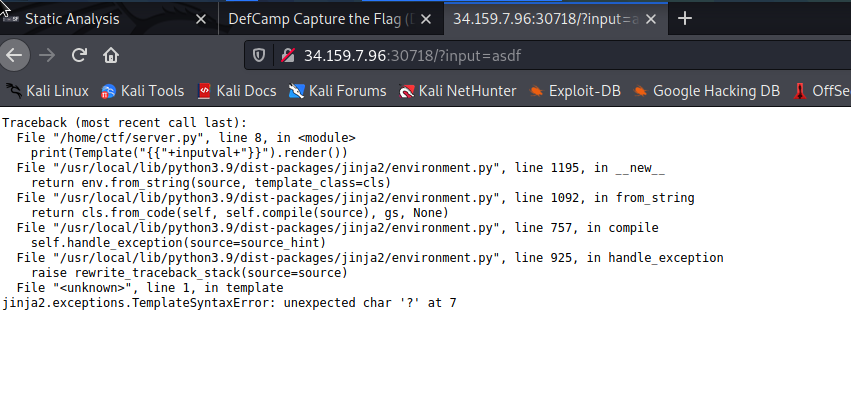 Static Analysis
DefCamp Capture the Flag (D
34.159.7.96:30718/?input=a
34.159.7.96:30718/?input=asdf
Kali Linux
Kali Tools
Kali Docs
Kali Forums
Kali NetHunter
Exploit-DB
Google Hacking DB
OffSe
Traceback (most recent call last):
  File "/home/ctf/server.py", line 8, in <module>
    print(Template("{{"+inputval+"}}").render())
  File "/usr/local/lib/python3.9/dist-packages/jinja2/environment.py", line 1195, in __new__
    return env.from_string(source, template_class=cls)
  File "/usr/local/lib/python3.9/dist-packages/jinja2/environment.py", line 1092, in from_string
    return cls.from_code(self, self.compile(source), gs, None)
  File "/usr/local/lib/python3.9/dist-packages/jinja2/environment.py", line 757, in compile
    self.handle_exception(source=source_hint)
  File "/usr/local/lib/python3.9/dist-packages/jinja2/environment.py", line 925, in handle_exception
    raise rewrite_traceback_stack(source=source)
  File "<unknown>", line 1, in template
jinja2.exceptions.TemplateSyntaxError: unexpected char '?' at 7